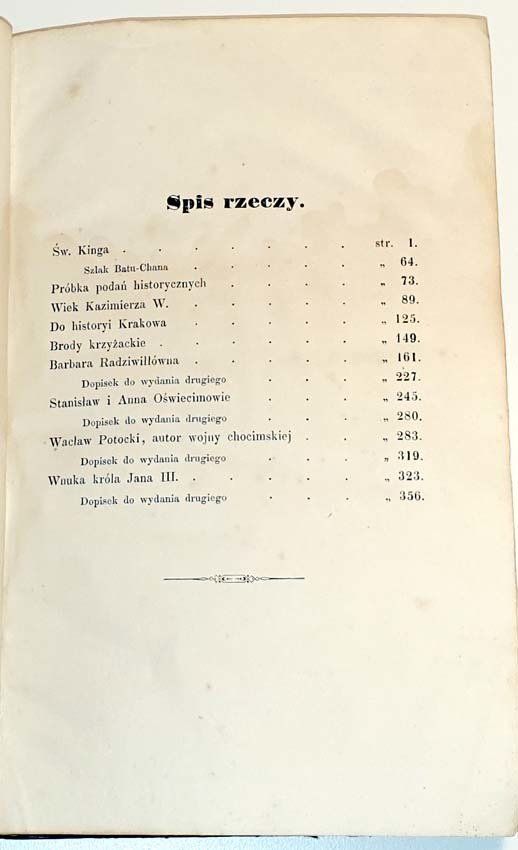 Spis rzeczy.
Św. Kinga . . . . . . . str. 1.
Szlak Batu-Chana . . . . . „ 64.
Próbka podań historycznych . . . . „ 73.
Wiek Kazimierza W. . . . . . „ 89.
Do historyi Krakowa . . . . . „ 125.
Brody krzyżackie . . . . . . „ 149.
Barbara Radziwiłłówna . . . . . „ 161.
Dopisek do wydania drugiego . . . „ 227.
Stanisław i Anna Oświecimowie . . . „ 245.
Dopisek do wydania drugiego . . . „ 280.
Wacław Potocki, autor wojny chocimskiej . . „ 283.
Dopisek do wydania drugiego . . . „ 319.
Wnuka króla Jana III. . . . . . „ 323.
Dopisek do wydania drugiego . . . „ 356.